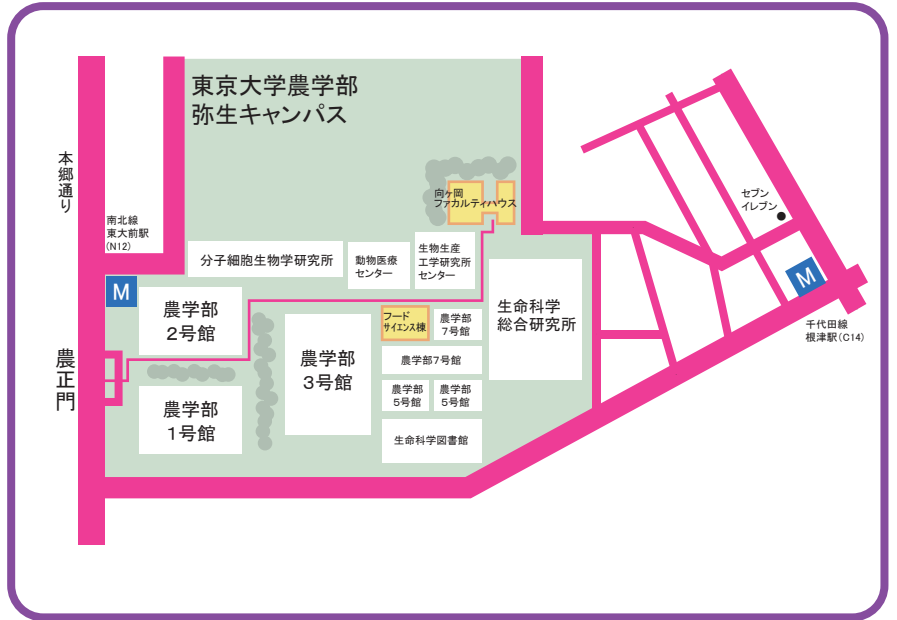 東京大学農学部
弥生キャンパス
本郷通り
南北線
東大前駅
(N12)
M
向ヶ岡
ファカルティハウス
セブン
イレブン
分子細胞生物学研究所
動物医療
センター
生物生産
工学研究所
センター
M
千代田線
根津駅(C14)
農学部
2号館
フード
サイエンス棟
農学部
7号館
生命科学
総合研究所
農正門
農学部
3号館
農学部7号館
農学部
1号館
農学部
5号館
農学部
5号館
生命科学図書館